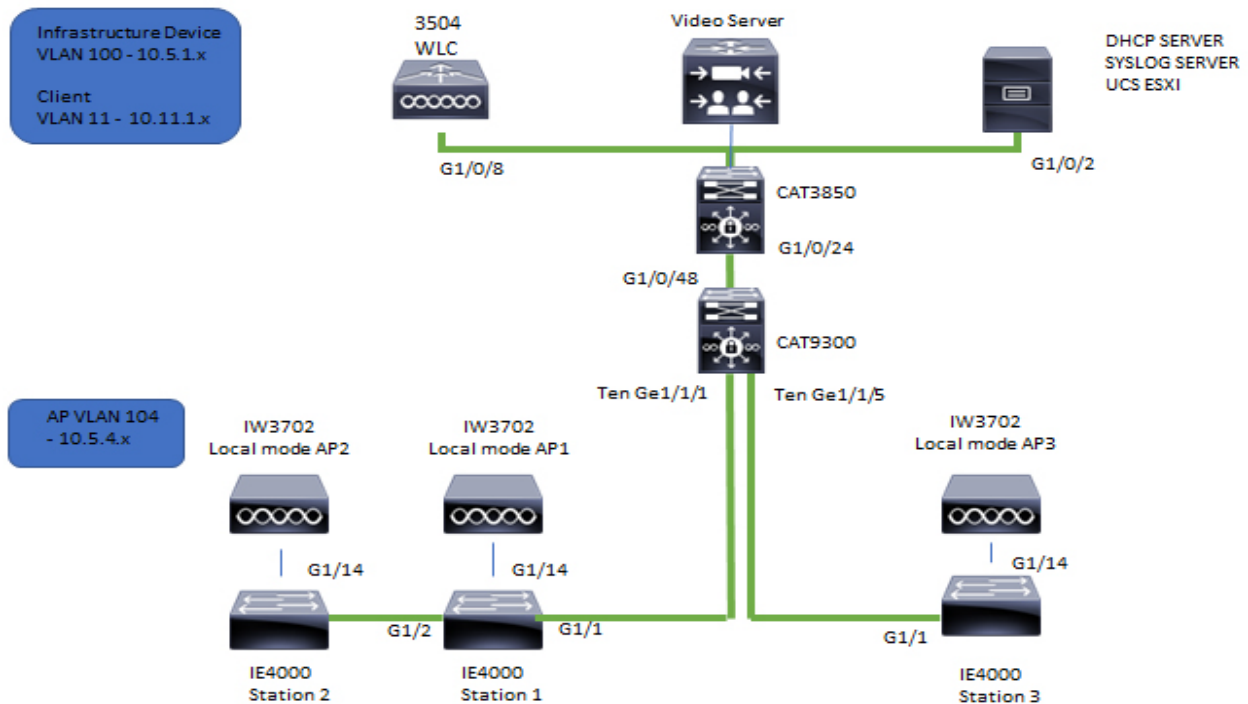 Infrastructure Device
VLAN 100 - 10.5.1.x
Client
VLAN 11 - 10.11.1.x
3504
WLC
Video Server
DHCP SERVER
SYSLOG SERVER
UCS ESXI
G1/0/8
G1/0/2
CAT3850
G1/0/24
G1/0/48
CAT9300
Ten Ge1/1/1
Ten Ge1/1/5
AP VLAN 104
- 10.5.4.x
IW3702
Local mode AP2
IW3702
Local mode AP1
IW3702
Local mode AP3
G1/14
G1/14
G1/14
G1/2
G1/1
G1/1
IE4000
Station 2
IE4000
Station 1
IE4000
Station 3